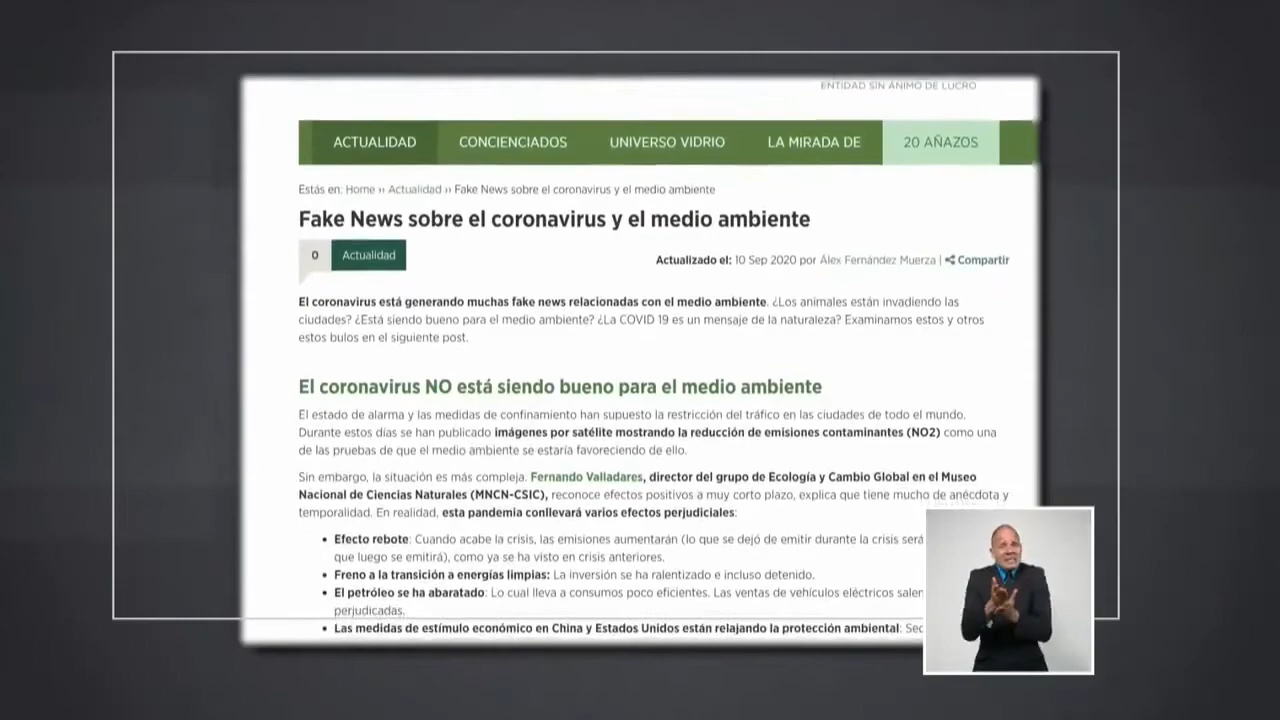 ENTIDAD SIN ÁNIMO DE LUCRO
ACTUALIDAD CONCIENCIADOS UNIVERSO VIDRIO LA MIRADA DE 20 AÑAZOS
Estás en: Home ›› Actualidad ›› Fake News sobre el coronavirus y el medio ambiente
Fake News sobre el coronavirus y el medio ambiente
0 Actualidad
Actualizado el: 10 Sep 2020 por Álex Fernández Muerza | Compartir
El coronavirus está generando muchas fake news relacionadas con el medio ambiente. ¿Los animales están invadiendo las
ciudades? ¿Está siendo bueno para el medio ambiente? ¿La COVID 19 es un mensaje de la naturaleza? Examinamos estos y otros
estos bulos en el siguiente post.
El coronavirus NO está siendo bueno para el medio ambiente
El estado de alarma y las medidas de confinamiento han supuesto la restricción del tráfico en las ciudades de todo el mundo.
Durante estos días se han publicado imágenes por satélite mostrando la reducción de emisiones contaminantes (NO2) como una
de las pruebas de que el medio ambiente se estaría favoreciendo de ello.
Sin embargo, la situación es más compleja. Fernando Valladares, director del grupo de Ecología y Cambio Global en el Museo
Nacional de Ciencias Naturales (MNCN-CSIC), reconoce efectos positivos a muy corto plazo, explica que tiene mucho de anécdota y
temporalidad. En realidad, esta pandemia conllevará varios efectos perjudiciales:
• Efecto rebote: Cuando acabe la crisis, las emisiones aumentarán (lo que se dejó de emitir durante la crisis será
que luego se emitirá), como ya se ha visto en crisis anteriores.
• Freno a la transición a energías limpias: La inversión se ha ralentizado e incluso detenido.
• El petróleo se ha abaratado: Lo cual lleva a consumos poco eficientes. Las ventas de vehículos eléctricos salen
perjudicadas.
• Las medidas de estímulo económico en China y Estados Unidos están relajando la protección ambiental: